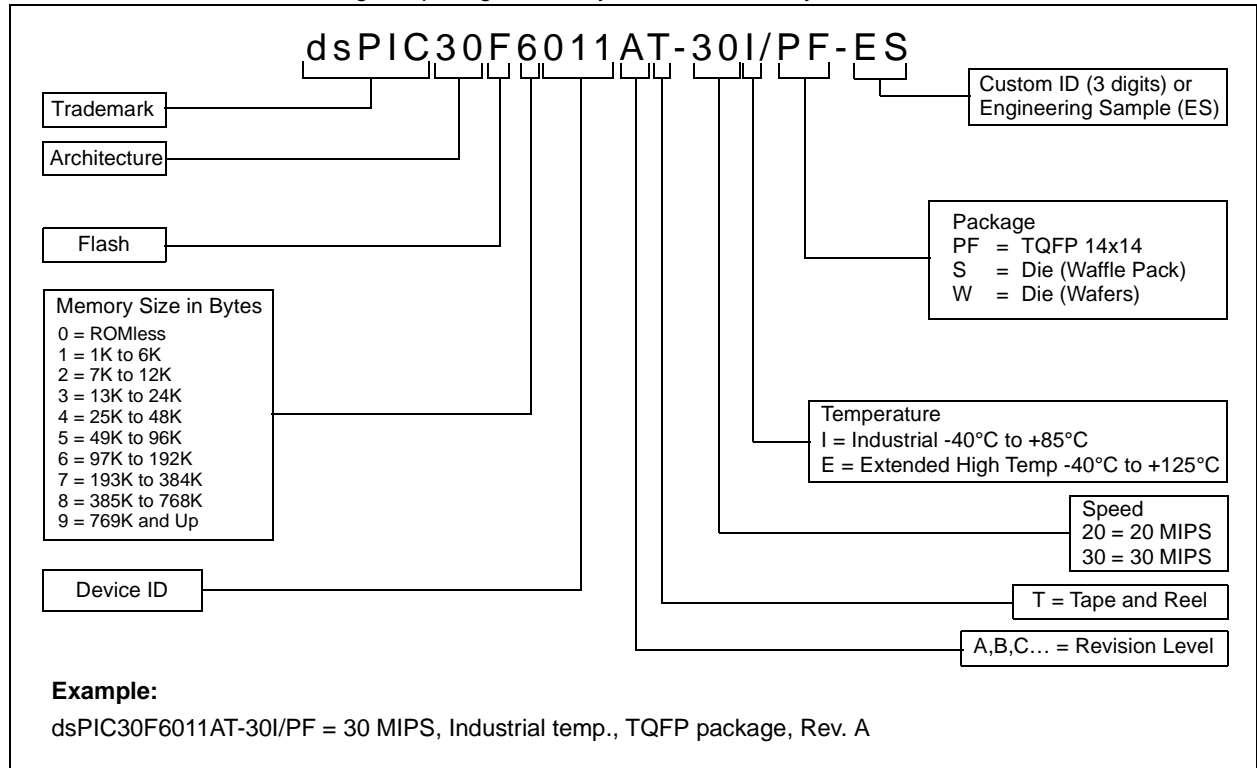 dsPIC30F6011AT-30I/PF-ES
Trademark
Architecture
Flash
Memory Size in Bytes
0 = ROMless
1 = 1K to 6K
2 = 7K to 12K
3 = 13K to 24K
4 = 25K to 48K
5 = 49K to 96K
6 = 97K to 192K
7 = 193K to 384K
8 = 385K to 768K
9 = 769K and Up
Device ID
Custom ID (3 digits) or
Engineering Sample (ES)
Package
PF = TQFP 14x14
S = Die (Waffle Pack)
W = Die (Wafers)
Temperature
I = Industrial -40°C to +85°C
E = Extended High Temp -40°C to +125°C
Speed
20 = 20 MIPS
30 = 30 MIPS
T = Tape and Reel
A,B,C… = Revision Level
Example:
dsPIC30F6011AT-30I/PF = 30 MIPS, Industrial temp., TQFP package, Rev. A